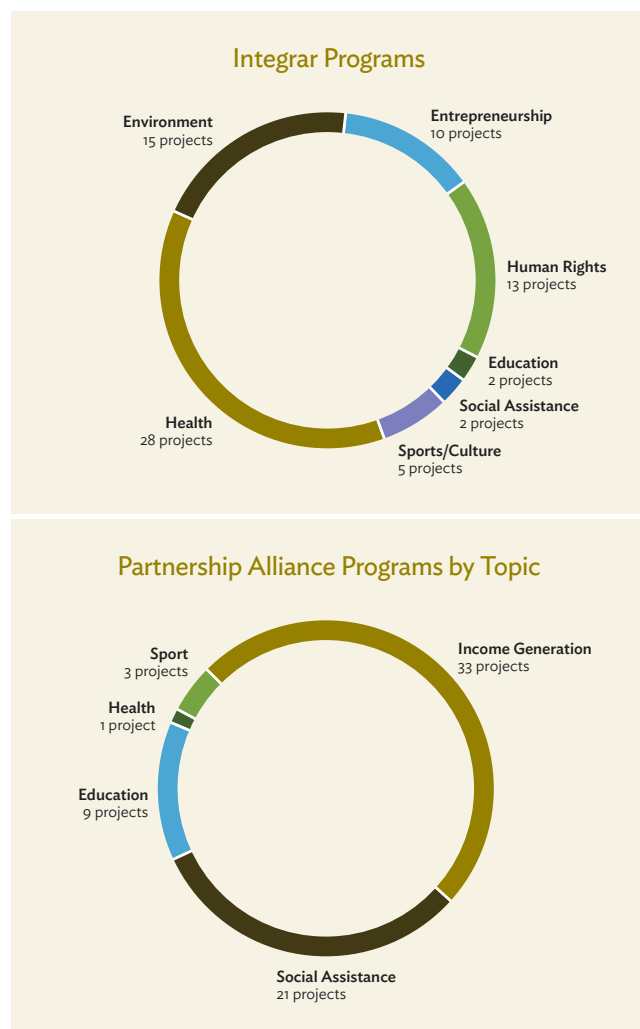 Integrar Programs
Environment
15 projects
Entrepreneurship
10 projects
Human Rights
13 projects
Education
2 projects
Social Assistance
2 projects
Health
28 projects
Sports/Culture
5 projects
Partnership Alliance Programs by Topic
Income Generation
33 projects
Sport
3 projects
Health
1 project
Education
9 projects
Social Assistance
21 projects